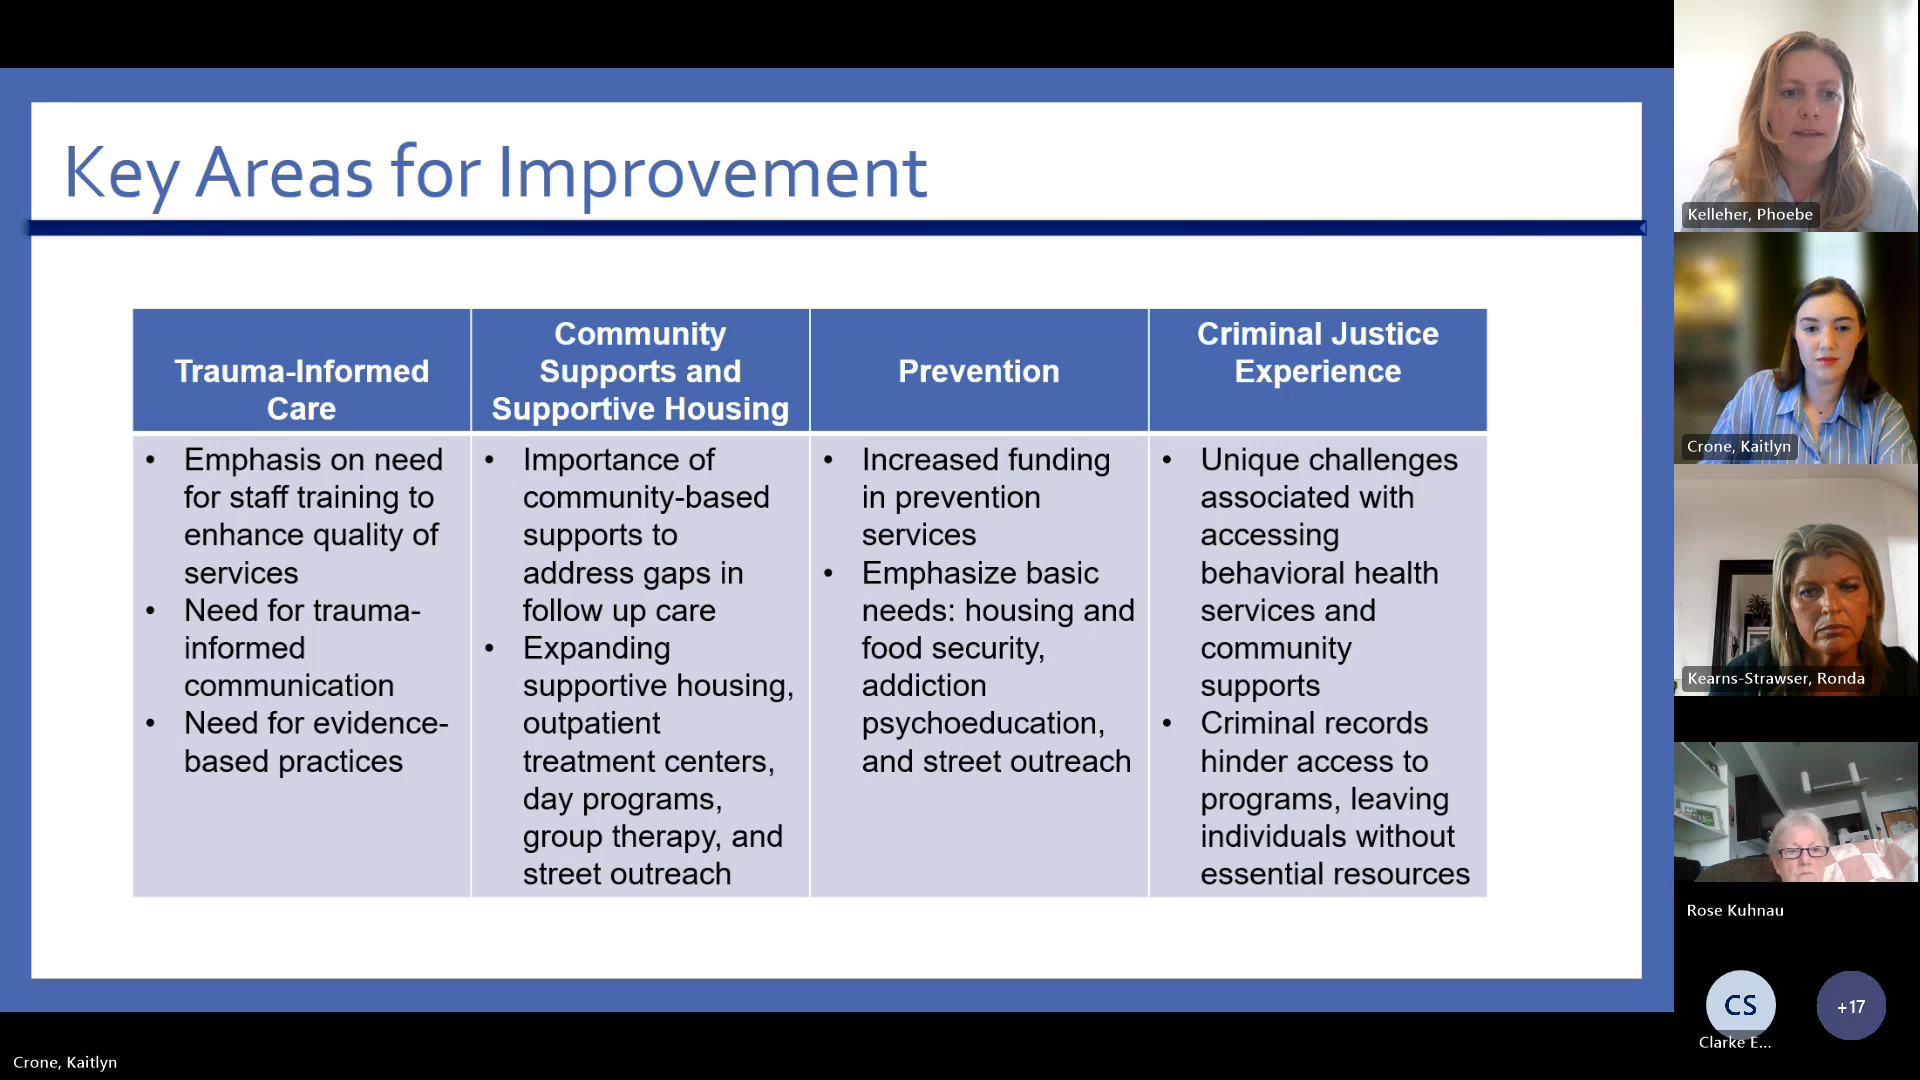 Key Areas for Improvement
Trauma-Informed
Care
Community
Supports and
Supportive Housing
Prevention
Criminal Justice
Experience
• Emphasis on need
for staff training to
enhance quality of
services
• Need for trauma-
informed
communication
• Need for evidence-
based practices
• Importance of
community-based
supports to
address gaps in
follow up care
• Expanding
supportive housing,
outpatient
treatment centers,
day programs,
group therapy, and
street outreach
• Increased funding
in prevention
services
• Emphasize basic
needs: housing and
food security,
addiction
psychoeducation,
and street outreach
• Unique challenges
associated with
accessing
behavioral health
services and
community
supports
• Criminal records
hinder access to
programs, leaving
individuals without
essential resources
Kelleher, Phoebe
Crone, Kaitlyn
Kearns-Strawser, Ronda
Rose Kuhnau
CS
+17
Clarke E...
Crone, Kaitlyn